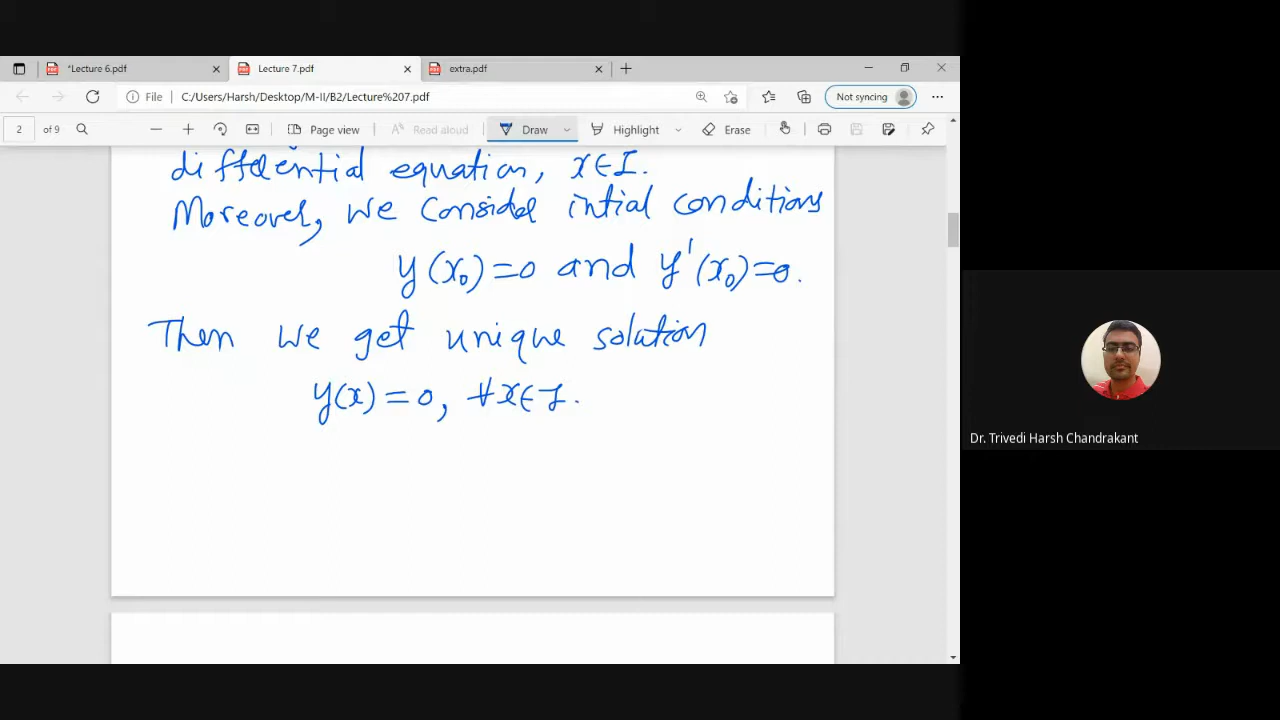 *Lecture 6.pdf
Lecture 7.pdf
extra.pdf
File
C:/Users/Harsh/Desktop/M-II/B2/Lecture%207.pdf
Not syncing
2 of 9
Page view
Read aloud
Draw
Highlight
Erase
differential equation, x∈I.
Moreover, we consider intial conditions
y(x₀)=0 and y'(x₀)=0.
Then we get unique solution
y(x)=0, ∀x∈I.
Dr. Trivedi Harsh Chandrakant